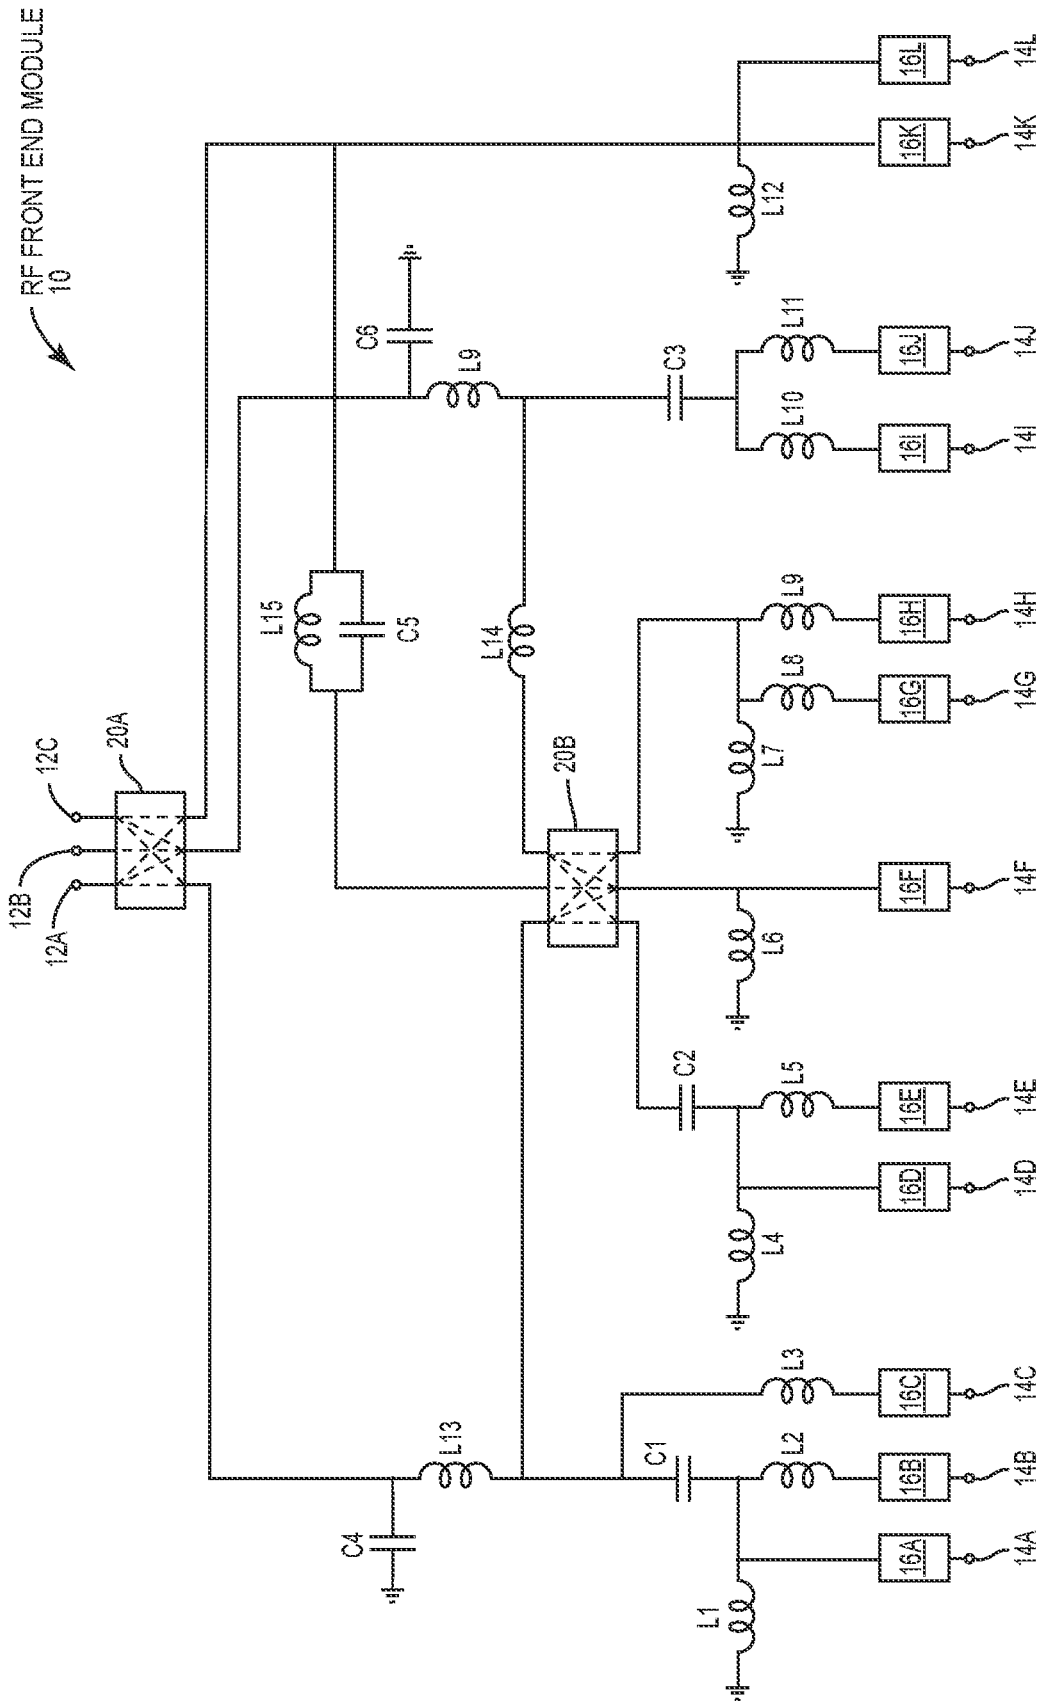 RF FRONT END MODULE
10
12A
12B
12C
20A
C4
L13
L15
C5
C6
L9
L14
20B
C1
L3
C2
C3
L1
L2
L4
L5
L6
L7
L8
L9
L10
L11
L12
16A
16B
16C
16D
16E
16F
16G
16H
16I
16J
16K
16L
14A
14B
14C
14D
14E
14F
14G
14H
14I
14J
14K
14L